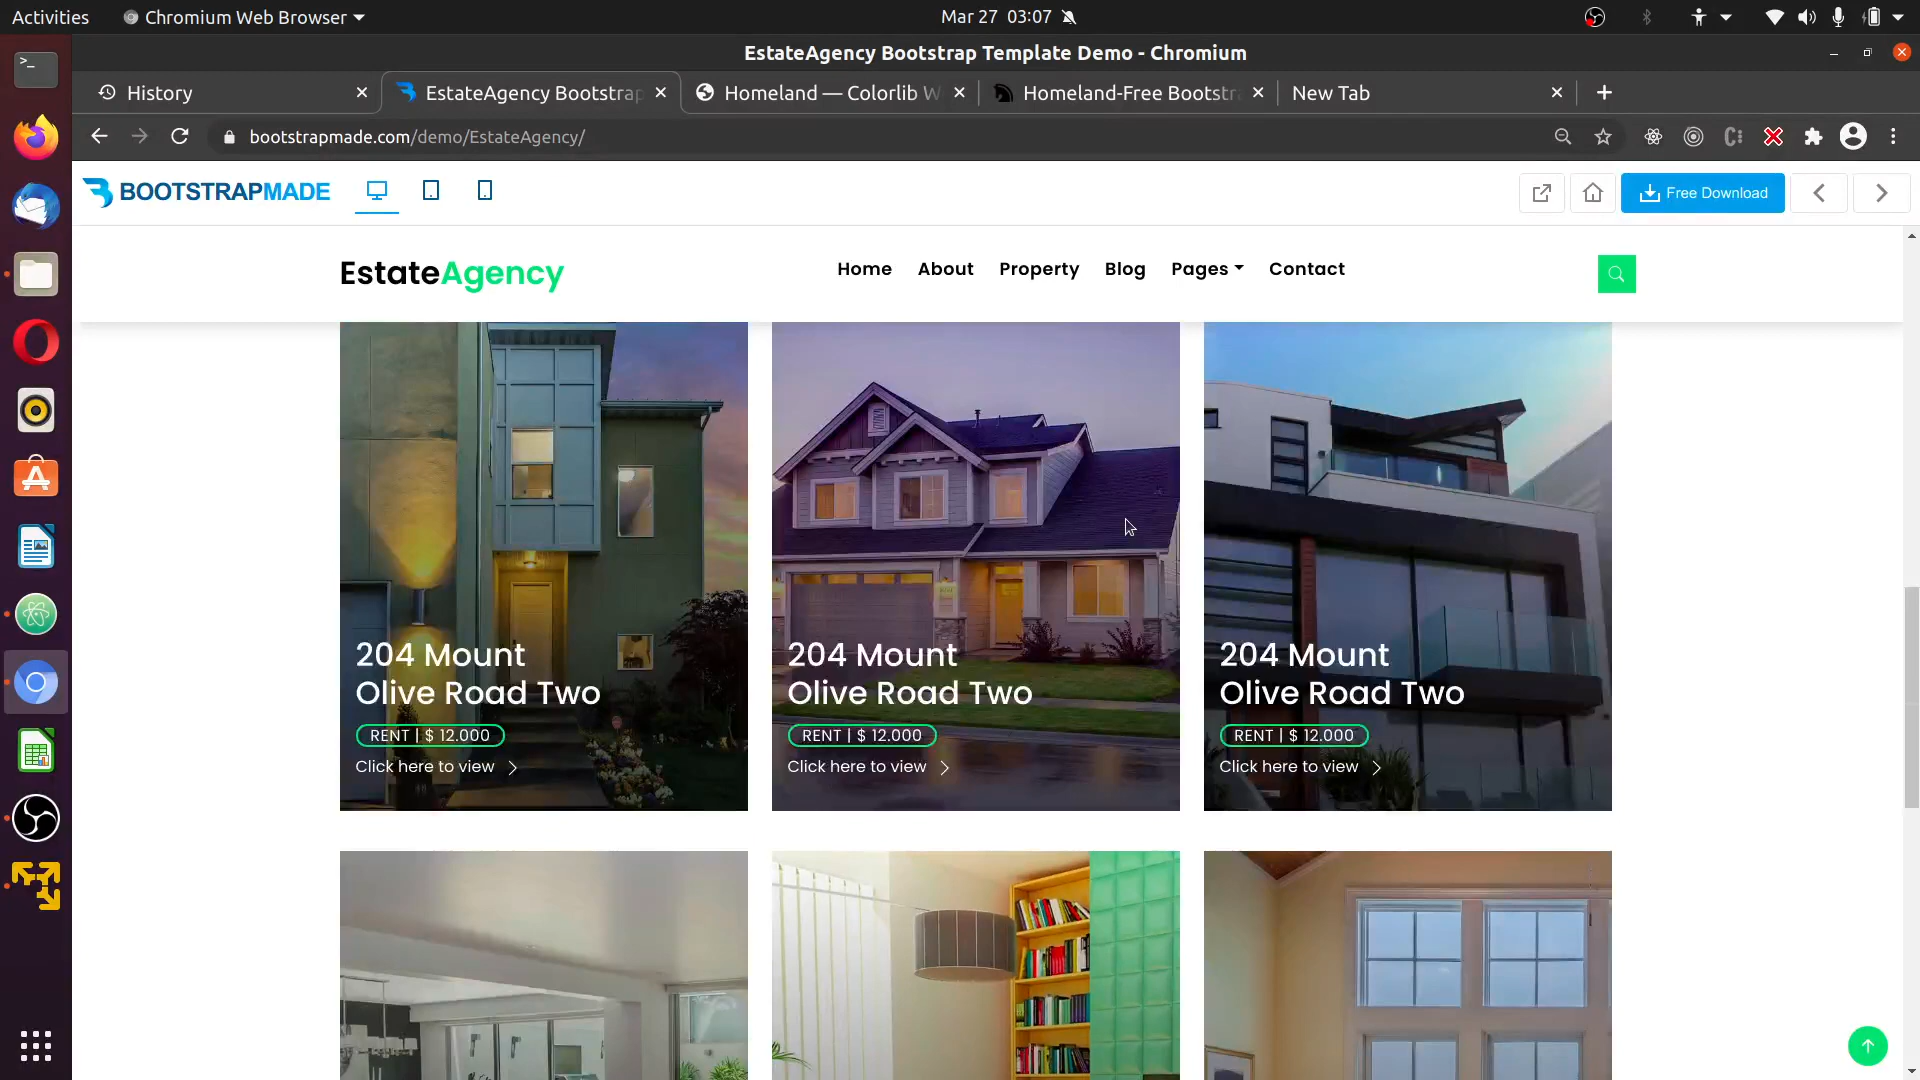 Activities
Chromium Web Browser
Mar 27 03:07
EstateAgency Bootstrap Template Demo - Chromium
History
EstateAgency Bootstrap
Homeland — Colorlib W
Homeland-Free Bootstr
New Tab
bootstrapmade.com/demo/EstateAgency/
BOOTSTRAPMADE
Free Download
EstateAgency
Home
About
Property
Blog
Pages
Contact
204 Mount
Olive Road Two
RENT | $ 12.000
Click here to view
204 Mount
Olive Road Two
RENT | $ 12.000
Click here to view
204 Mount
Olive Road Two
RENT | $ 12.000
Click here to view